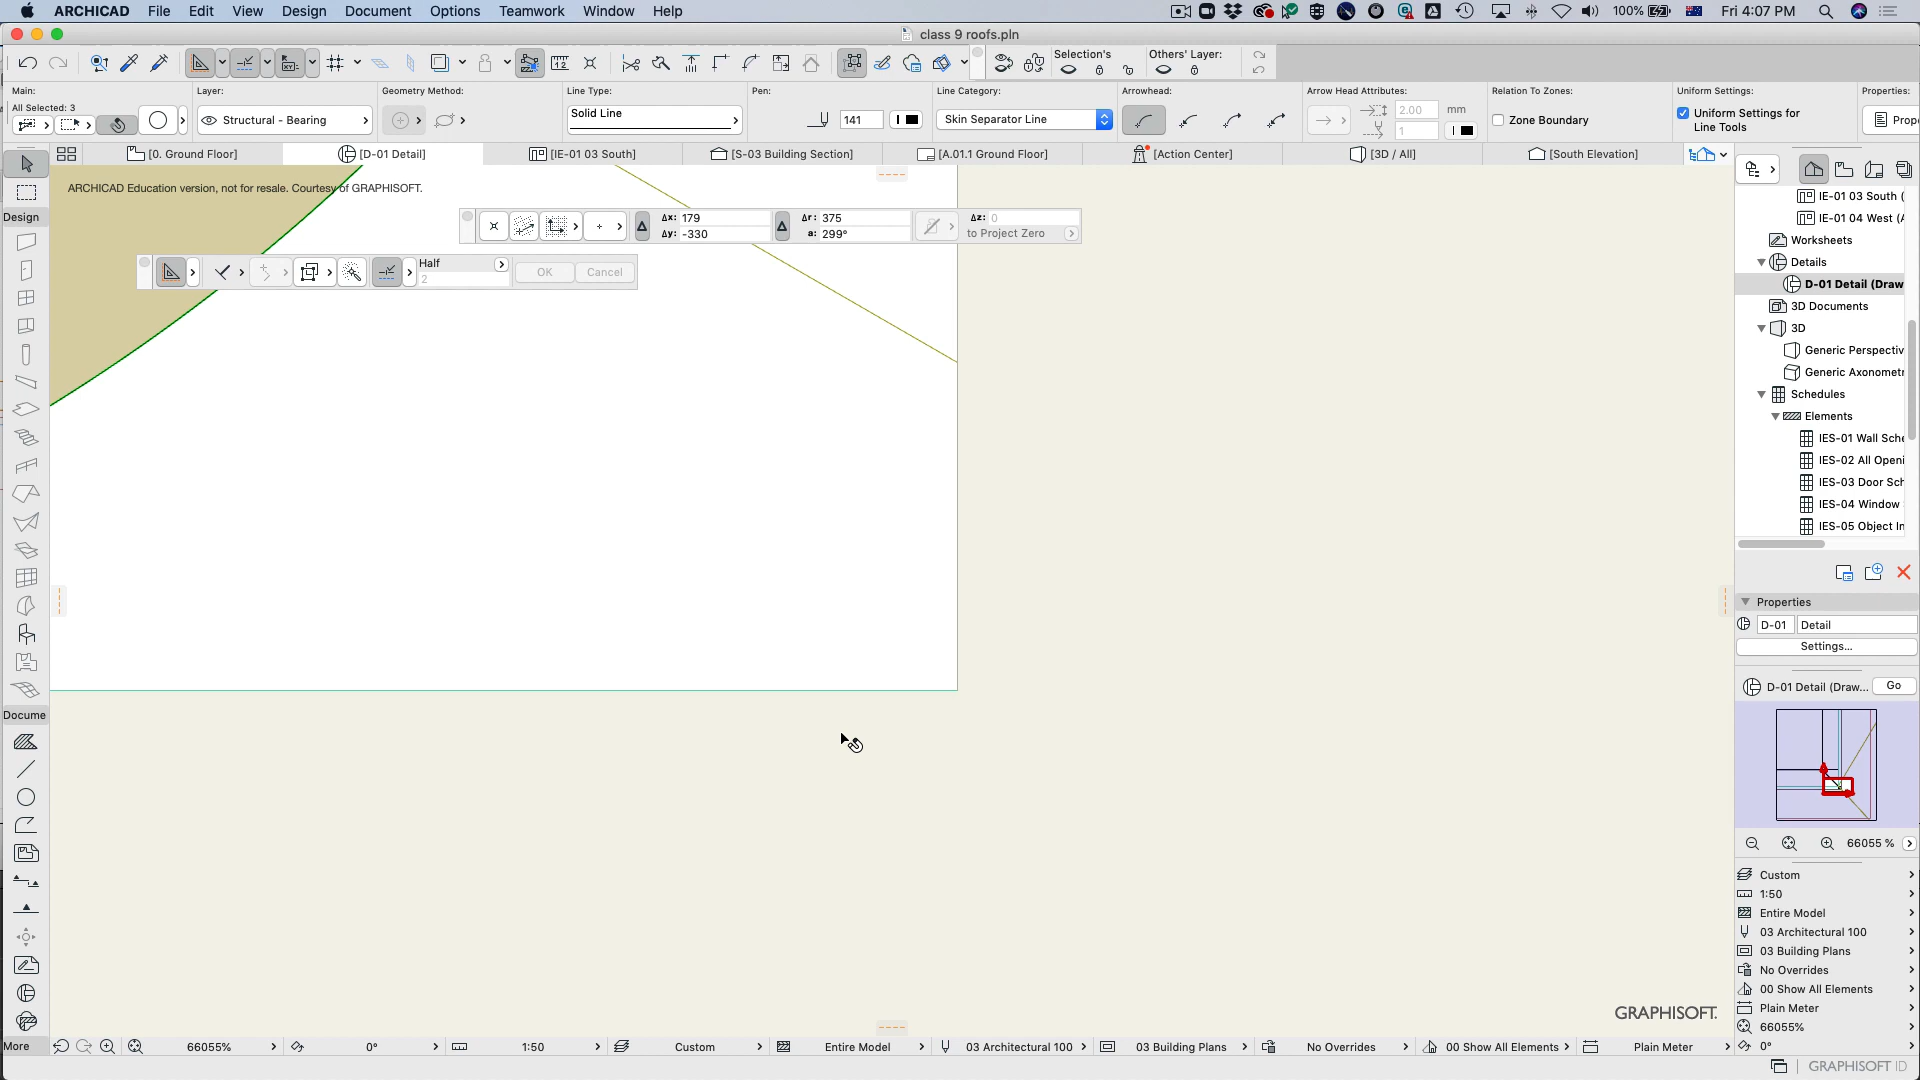 ARCHICAD File Edit View Design Document Options Teamwork Window Help 100% Fri 4:07 PM
class 9 roofs.pln
Selection's Others' Layer:
Main: Layer: Geometry Method: Line Type: Pen: Line Category: Arrowhead: Arrow Head Attributes: Relation To Zones: Uniform Settings: Properties:
All Selected: 3
Structural - Bearing Solid Line 141 Skin Separator Line 2.00 mm 1 Zone Boundary Uniform Settings for Line Tools Prope
[0. Ground Floor] [D-01 Detail] [IE-01 03 South] [S-03 Building Section] [A.01.1 Ground Floor] [Action Center] [3D / All] [South Elevation]
ARCHICAD Education version, not for resale. Courtesy of GRAPHISOFT.
Δx: 179 Δr: 375 Δz: 0
Δy: -330 a: 299° to Project Zero
Half
2
OK Cancel
Design
Docume
More
IE-01 03 South (
IE-01 04 West (A
Worksheets
Details
D-01 Detail (Draw
3D Documents
3D
Generic Perspectiv
Generic Axonometr
Schedules
Elements
IES-01 Wall Sche
IES-02 All Openi
IES-03 Door Sch
IES-04 Window
IES-05 Object In
Properties
D-01 Detail
Settings...
D-01 Detail (Draw... Go
66055 %
Custom
1:50
Entire Model
03 Architectural 100
03 Building Plans
No Overrides
00 Show All Elements
Plain Meter
66055%
0°
GRAPHISOFT.
66055% 0° 1:50 Custom Entire Model 03 Architectural 100 03 Building Plans No Overrides 00 Show All Elements Plain Meter
GRAPHISOFT ID